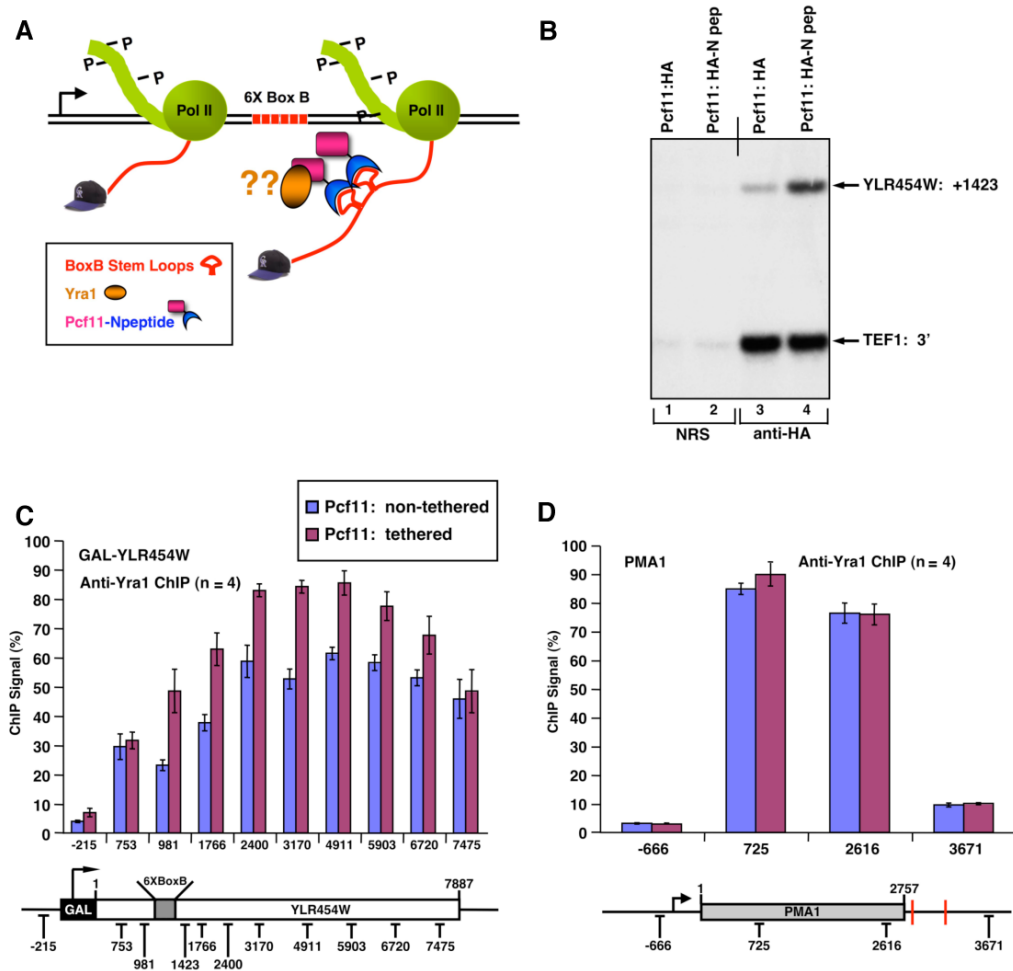 A
P
P
P
P
P
P
P
6X Box B
Pol II
Pol II
??
BoxB Stem Loops
Yra1
Pcf11-Npeptide
B
Pcf11:HA
Pcf11: HA-N pep
Pcf11: HA
Pcf11: HA-N pep
YLR454W: +1423
TEF1: 3'
1 2 3 4
NRS anti-HA
C
Pcf11: non-tethered
Pcf11: tethered
GAL-YLR454W
Anti-Yra1 ChIP (n = 4)
ChIP Signal (%)
100
90
80
70
60
50
40
30
20
10
0
-215 753 981 1766 2400 3170 4911 5903 6720 7475
1 6XBoxB 7887
GAL YLR454W
-215 753 1766 3170 4911 5903 6720 7475
981 1423 2400
D
PMA1 Anti-Yra1 ChIP (n = 4)
ChIP Signal (%)
100
90
80
70
60
50
40
30
20
10
0
-666 725 2616 3671
1 2757
PMA1
-666 725 2616 3671